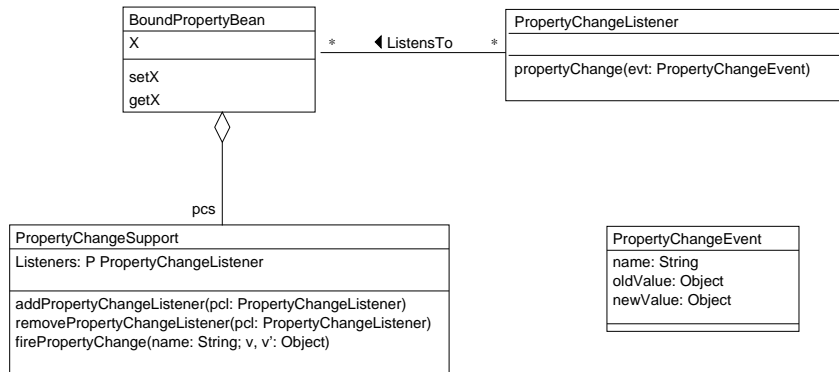 BoundPropertyBean
X
setX
getX
* ListensTo *
PropertyChangeListener
propertyChange(evt: PropertyChangeEvent)
pcs
PropertyChangeSupport
Listeners: P PropertyChangeListener
addPropertyChangeListener(pcl: PropertyChangeListener)
removePropertyChangeListener(pcl: PropertyChangeListener)
firePropertyChange(name: String; v, v': Object)
PropertyChangeEvent
name: String
oldValue: Object
newValue: Object